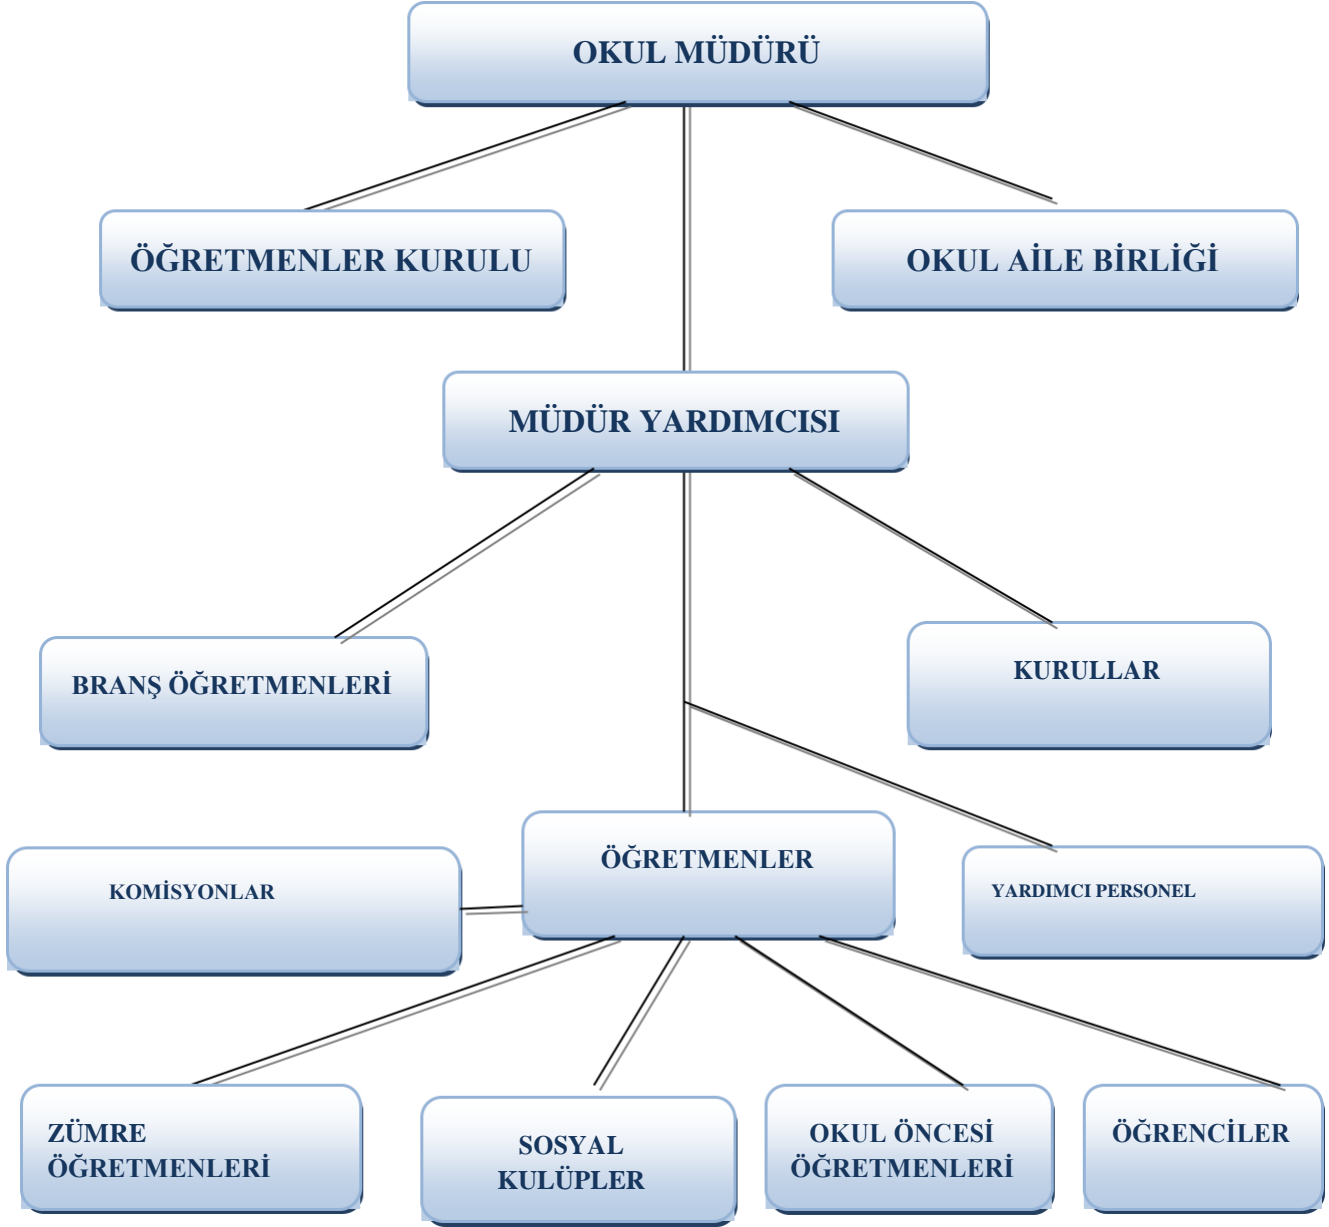 OKUL MÜDÜRÜ
ÖĞRETMENLER KURULU
OKUL AİLE BİRLİĞİ
MÜDÜR YARDIMCISI
BRANŞ ÖĞRETMENLERİ
KURULLAR
ÖĞRETMENLER
KOMİSYONLAR
YARDIMCI PERSONEL
ZÜMRE
ÖĞRETMENLERİ
SOSYAL
KULÜPLER
OKUL ÖNCESİ
ÖĞRETMENLERİ
ÖĞRENCİLER